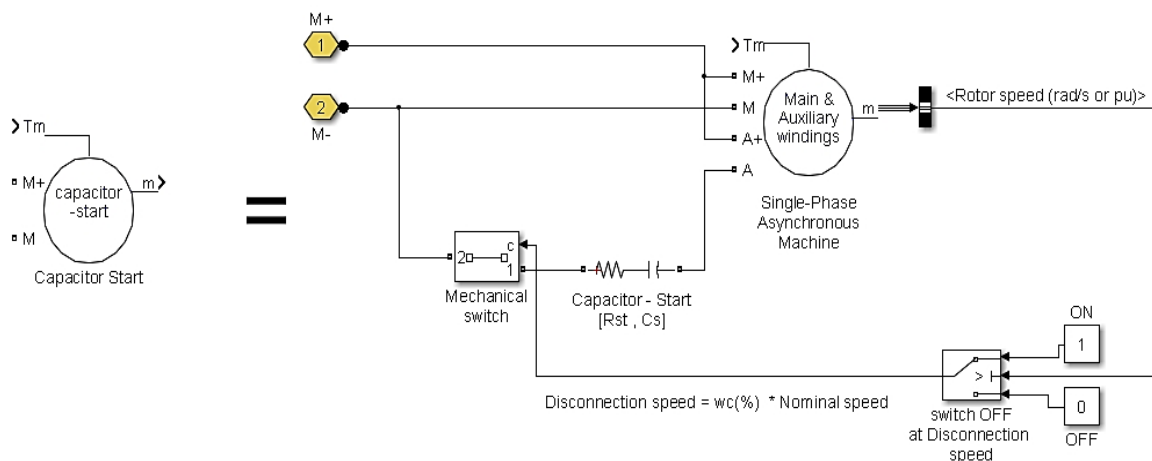 Tm
M+
capacitor
-start
m
M
Capacitor Start
=
M+
1
2
M-
Tm
M+
M
A+
A
Main &
Auxiliary
windings
m
Single-Phase
Asynchronous
Machine
<Rotor speed (rad/s or pu)>
c
2
1
Mechanical
switch
Capacitor - Start
[Rst , Cs]
Disconnection speed = wc(%) * Nominal speed
ON
1
>
0
OFF
switch OFF
at Disconnection
speed